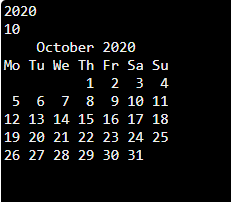 2020
10
    October 2020
Mo Tu We Th Fr Sa Su
          1  2  3  4
 5  6  7  8  9 10 11
12 13 14 15 16 17 18
19 20 21 22 23 24 25
26 27 28 29 30 31